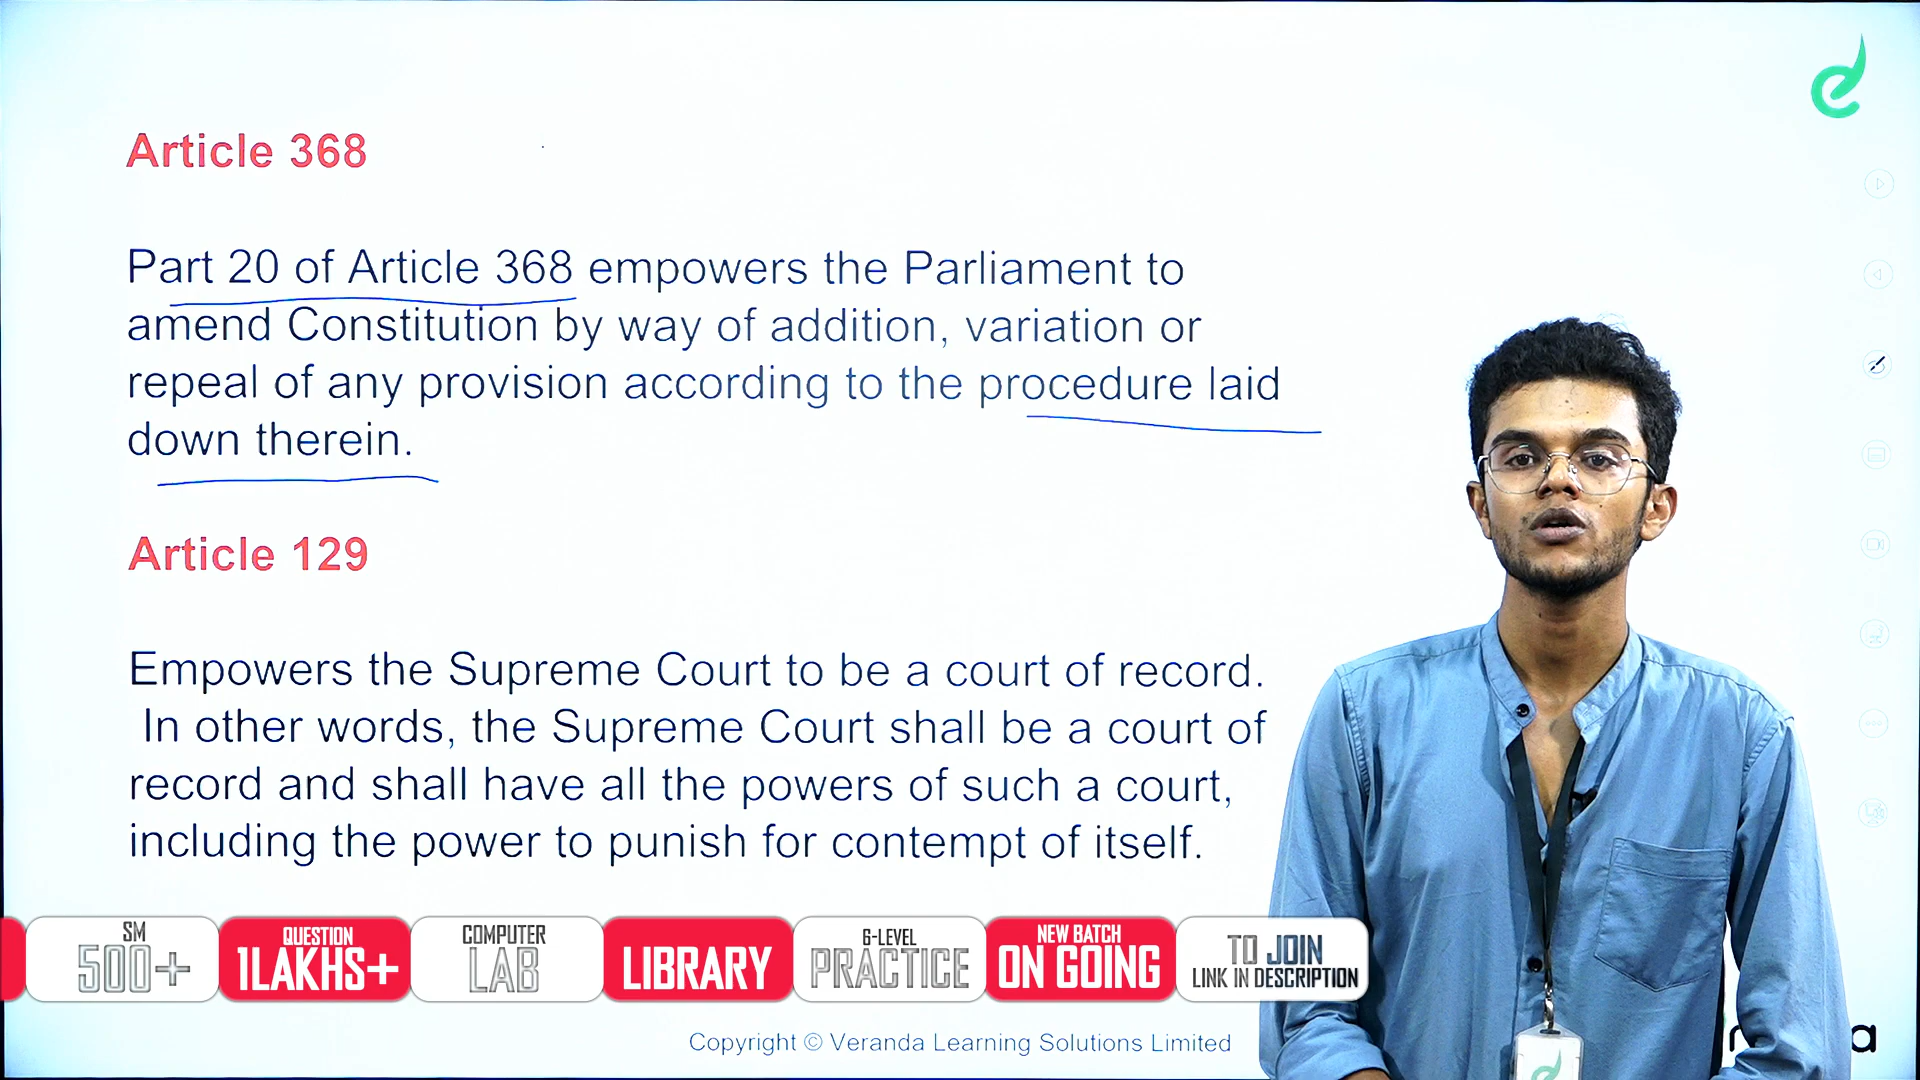 Article 368
Part 20 of Article 368 empowers the Parliament to
amend Constitution by way of addition, variation or
repeal of any provision according to the procedure laid
down therein.
Article 129
Empowers the Supreme Court to be a court of record.
In other words, the Supreme Court shall be a court of
record and shall have all the powers of such a court,
including the power to punish for contempt of itself.
SM
500+
QUESTION
1LAKHS+
COMPUTER
LAB
LIBRARY
6-LEVEL
PRACTICE
NEW BATCH
ON GOING
TO JOIN
LINK IN DESCRIPTION
Copyright © Veranda Learning Solutions Limited